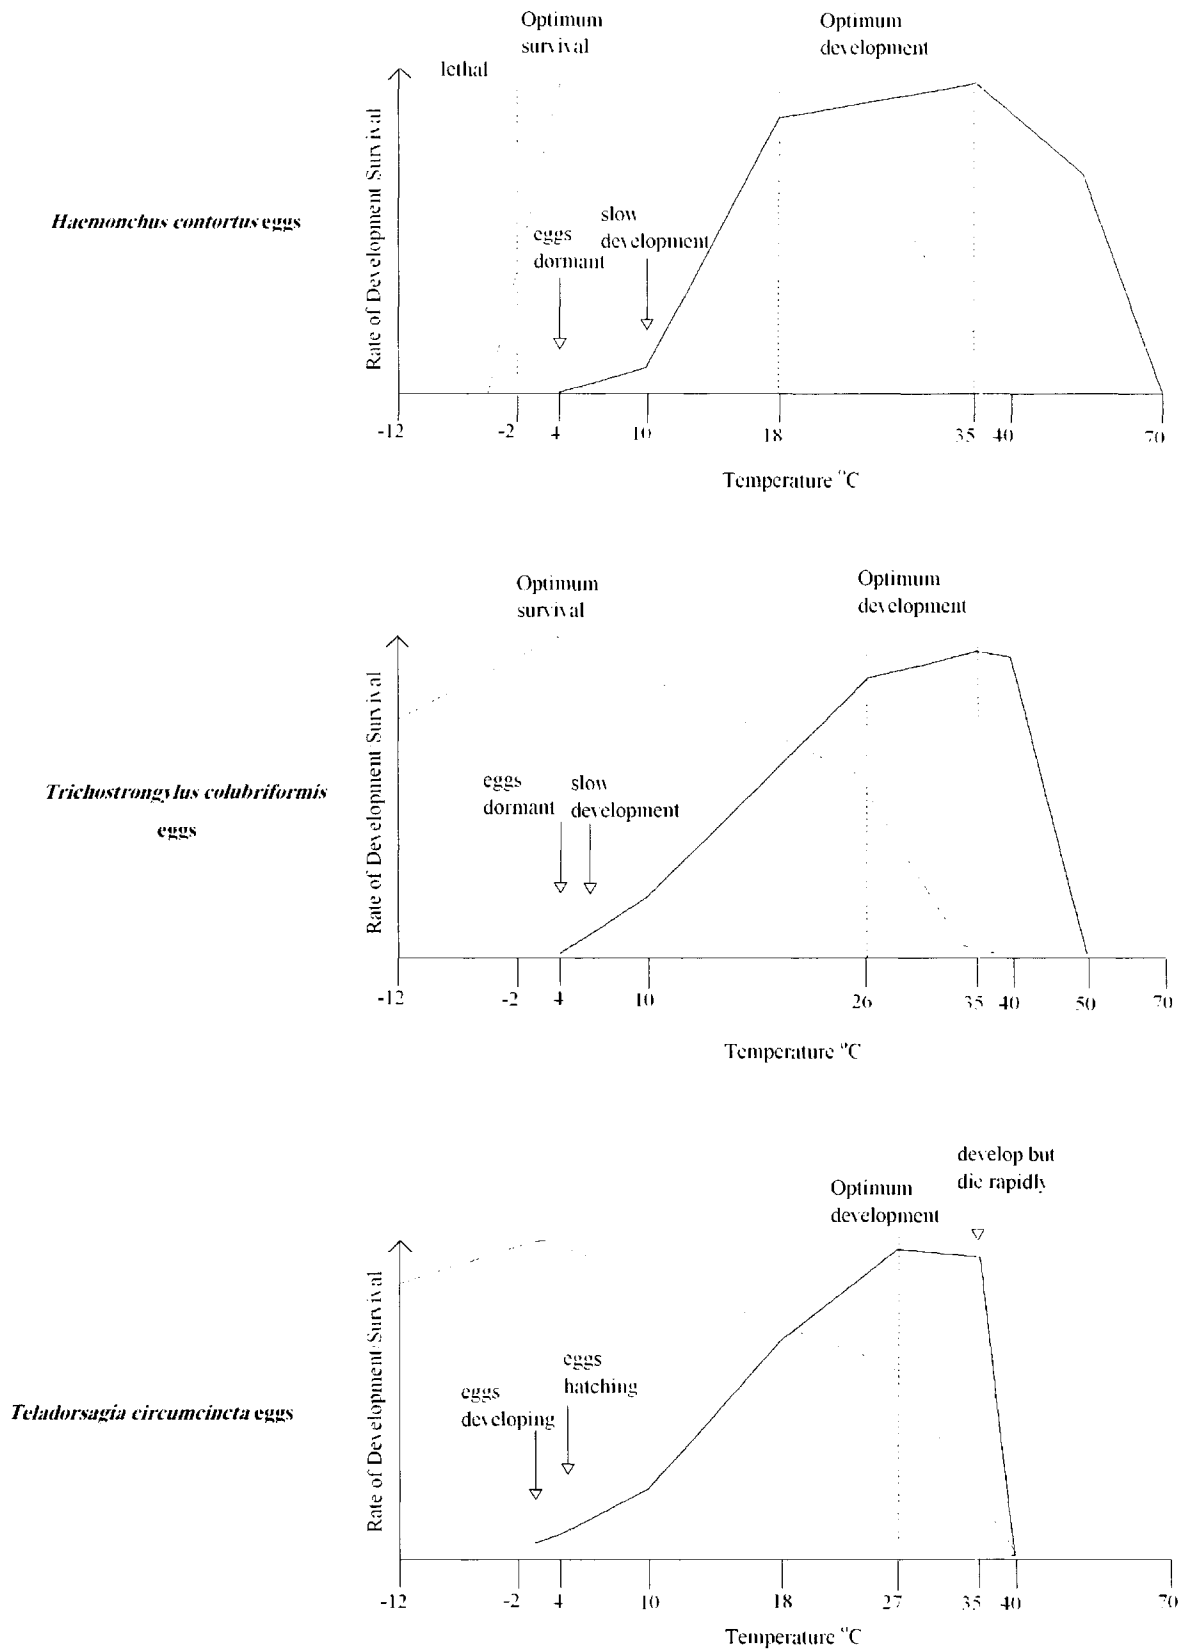 Optimum
survival
Optimum
development
lethal
Rate of Development Survival
Haemonchus contortus eggs
eggs
dormant
slow
development
-12 -2 4 10 18 35 40 70
Temperature °C
Optimum
survival
Optimum
development
Rate of Development Survival
Trichostrongylus colubriformis
eggs
eggs
dormant
slow
development
-12 -2 4 10 26 35 40 50 70
Temperature °C
develop but
die rapidly
Optimum
development
Rate of Development/Survival
Teladorsagia circumcincta eggs
eggs
developing
eggs
hatching
-12 -2 4 10 18 27 35 40 70
Temperature °C